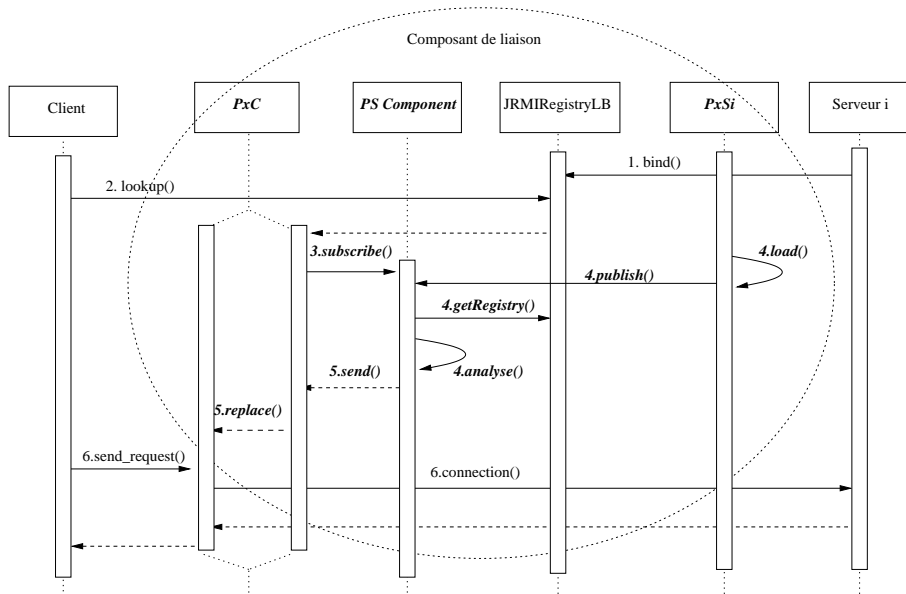 Composant de liaison
Client
PxC
PS Component
JRMIRegistryLB
PxSi
Serveur i
1. bind()
2. lookup()
3.subscribe()
4.load()
4.publish()
4.getRegistry()
4.analyse()
5.send()
5.replace()
6.send_request()
6.connection()